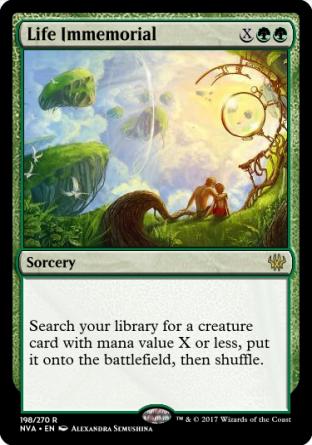 Life Immemorial XGG
Sorcery
Search your library for a creature
card with mana value X or less, put
it onto the battlefield, then shuffle.
198/270 R
NVA • EN Alexandra Semushina
™ & © 2017 Wizards of the Coast